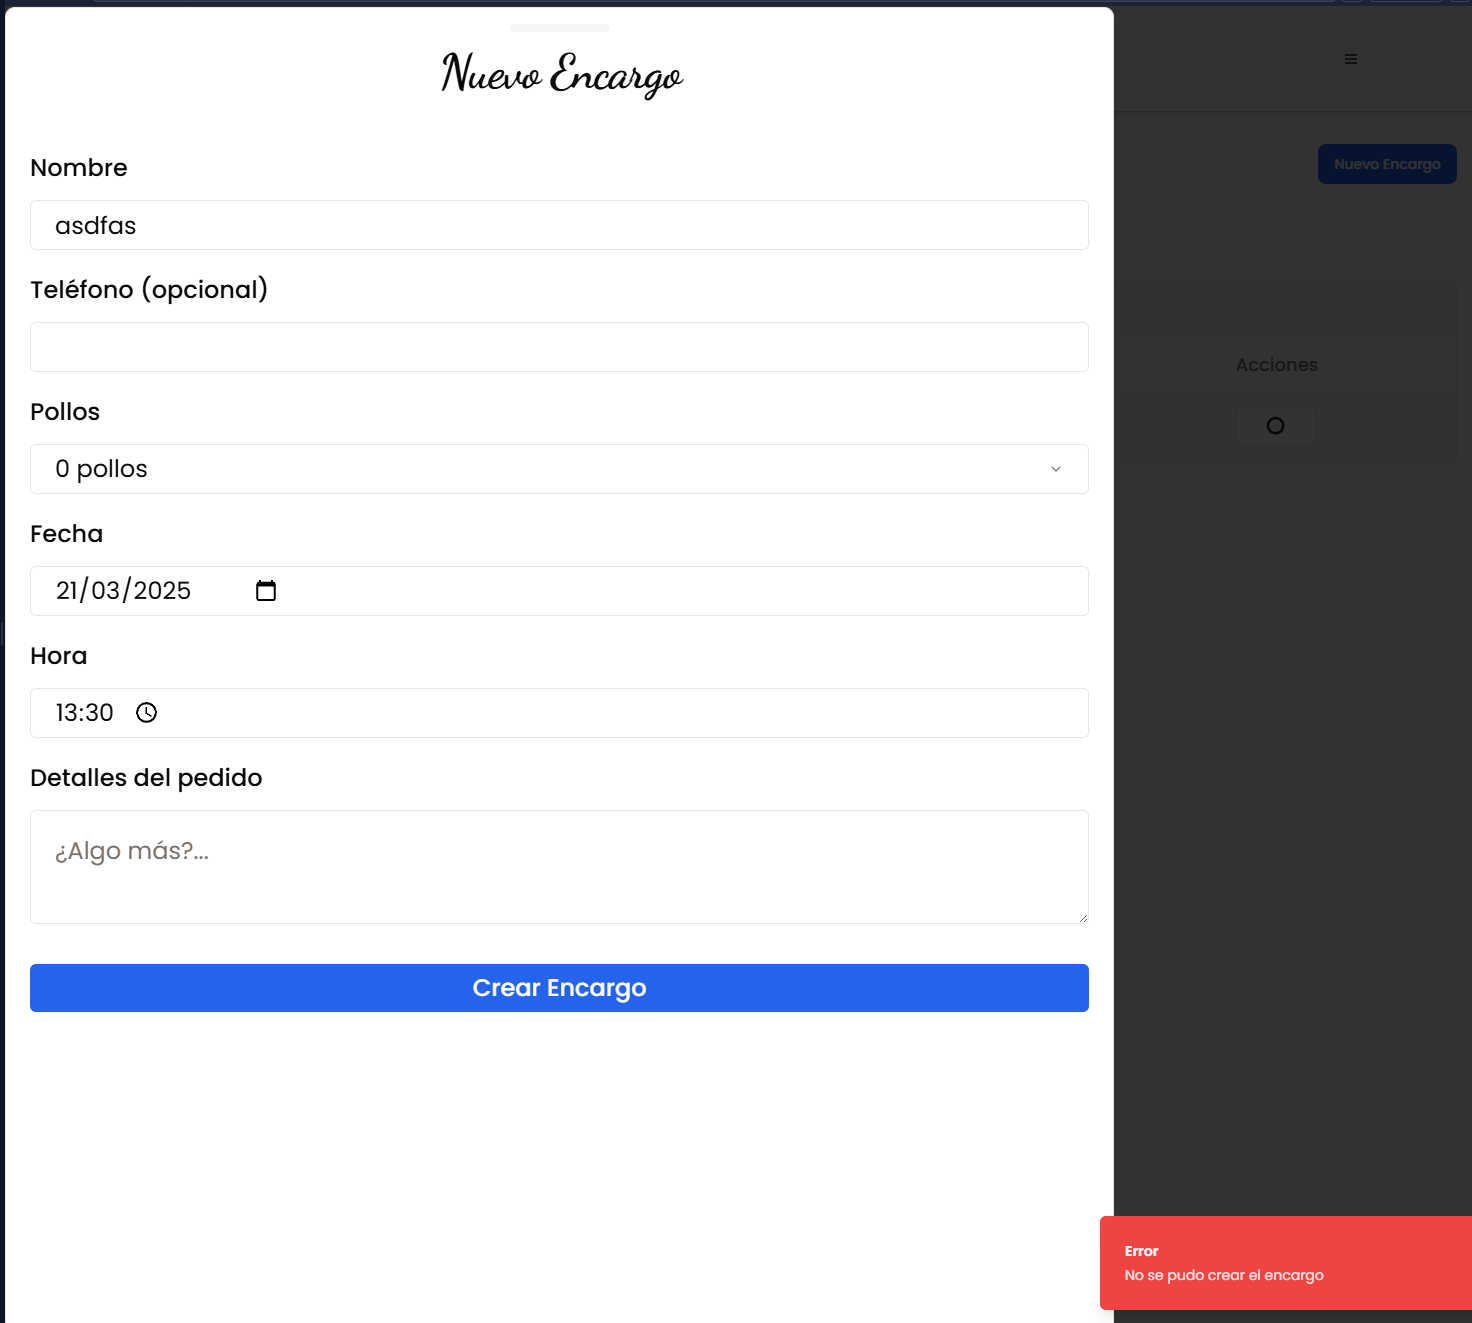 Nuevo Encargo
Nombre
asdfas
Teléfono (opcional)
Pollos
0 pollos
Fecha
21/03/2025
Hora
13:30
Detalles del pedido
¿Algo más?...
Crear Encargo
Nuevo Encargo
Acciones
Error
No se pudo crear el encargo